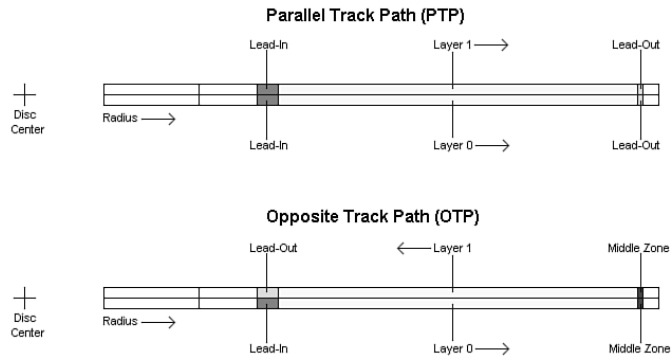 Parallel Track Path (PTP)
Lead-In
Layer 1
Lead-Out
Disc
Center
Radius
Lead-In
Layer 0
Lead-Out
Opposite Track Path (OTP)
Lead-Out
Layer 1
Middle Zone
Disc
Center
Radius
Lead-In
Layer 0
Middle Zone